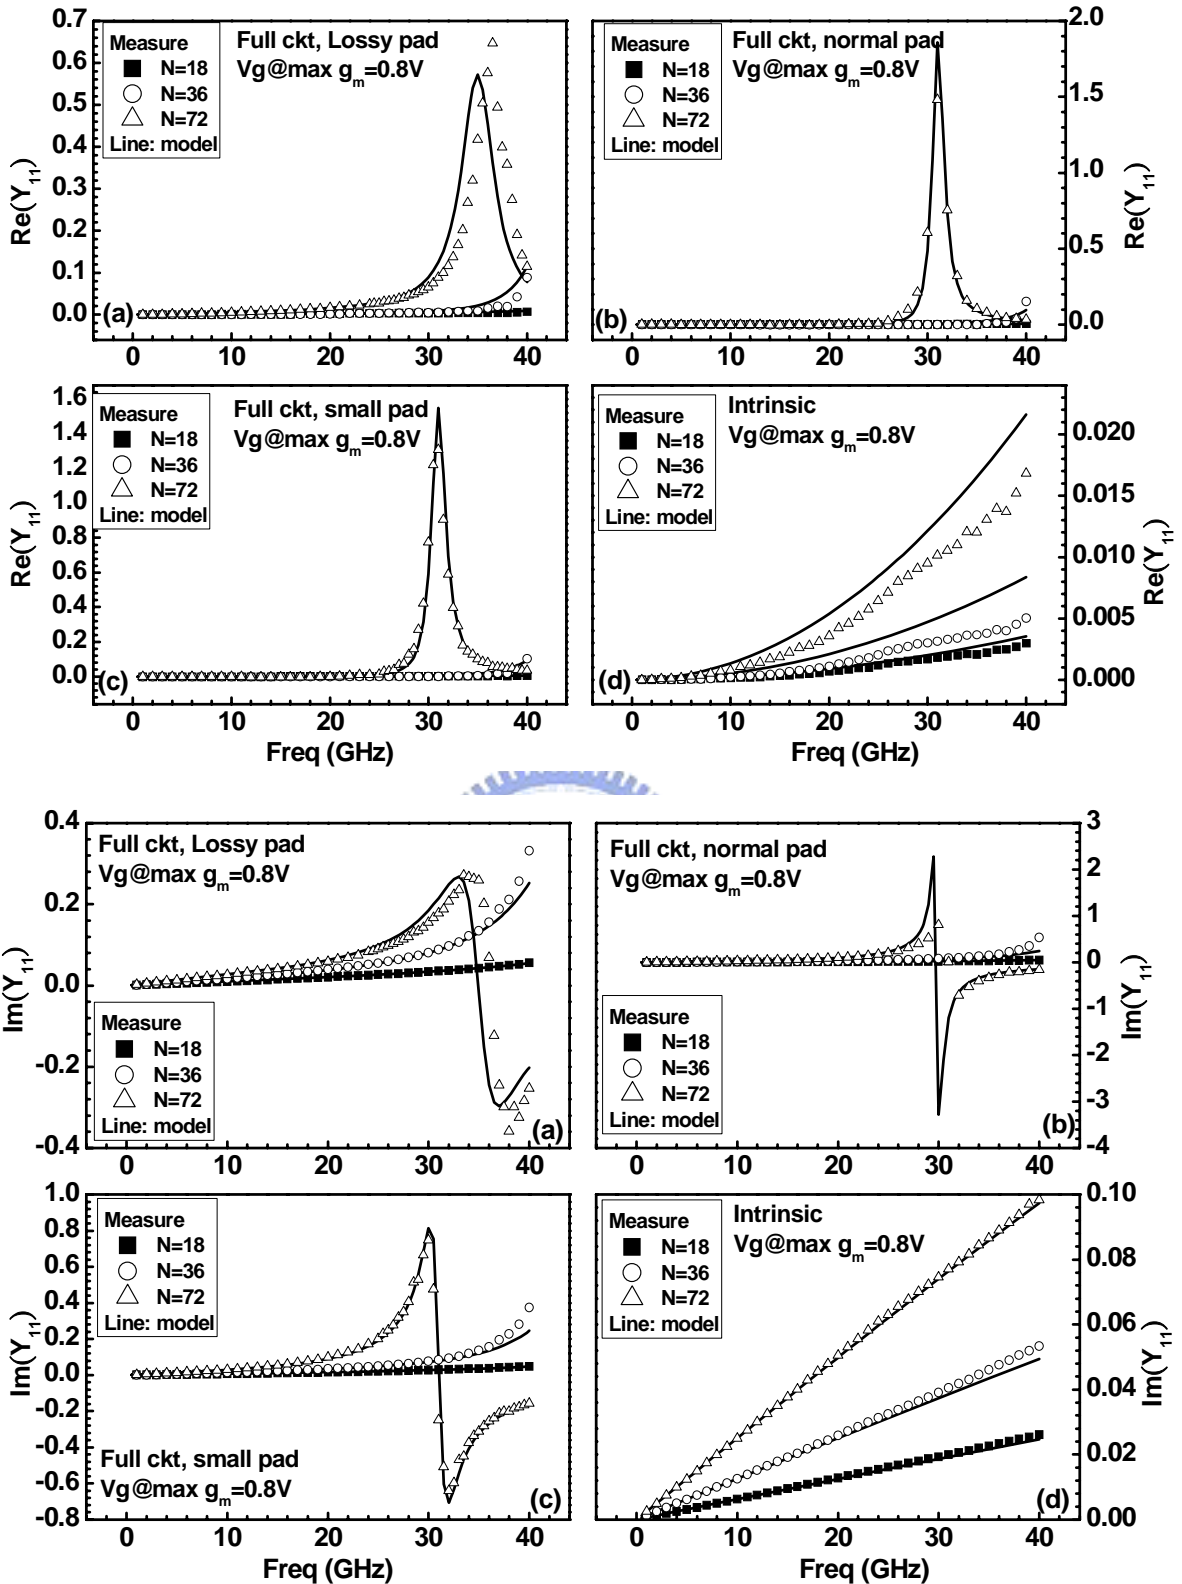 Full ckt, Lossy pad
Vg@max gm=0.8V
Measure
N=18
N=36
N=72
Line: model
Re(Y11)
0.7
0.6
0.5
0.4
0.3
0.2
0.1
0.0
(a)
0 10 20 30 40
Full ckt, normal pad
Vg@max gm=0.8V
Measure
N=18
N=36
N=72
Line: model
2.0
1.5
1.0
0.5
0.0
Re(Y11)
(b)
0 10 20 30 40
Full ckt, small pad
Vg@max gm=0.8V
Measure
N=18
N=36
N=72
Line: model
Re(Y11)
1.6
1.4
1.2
1.0
0.8
0.6
0.4
0.2
0.0
(c)
0 10 20 30 40
Freq (GHz)
Intrinsic
Vg@max gm=0.8V
Measure
N=18
N=36
N=72
Line: model
0.020
0.015
0.010
0.005
0.000
Re(Y11)
(d)
0 10 20 30 40
Freq (GHz)
Full ckt, Lossy pad
Vg@max gm=0.8V
Measure
N=18
N=36
N=72
Line: model
Im(Y11)
0.4
0.2
0.0
-0.2
-0.4
(a)
0 10 20 30 40
Full ckt, normal pad
Vg@max gm=0.8V
Measure
N=18
N=36
N=72
Line: model
3
2
1
0
-1
-2
-3
-4
Im(Y11)
(b)
0 10 20 30 40
Measure
N=18
N=36
N=72
Line: model
Full ckt, small pad
Vg@max gm=0.8V
Im(Y11)
1.0
0.8
0.6
0.4
0.2
0.0
-0.2
-0.4
-0.6
-0.8
(c)
0 10 20 30 40
Freq (GHz)
Measure
N=18
N=36
N=72
Line: model
Intrinsic
Vg@max gm=0.8V
0.10
0.08
0.06
0.04
0.02
0.00
Im(Y11)
(d)
0 10 20 30 40
Freq (GHz)